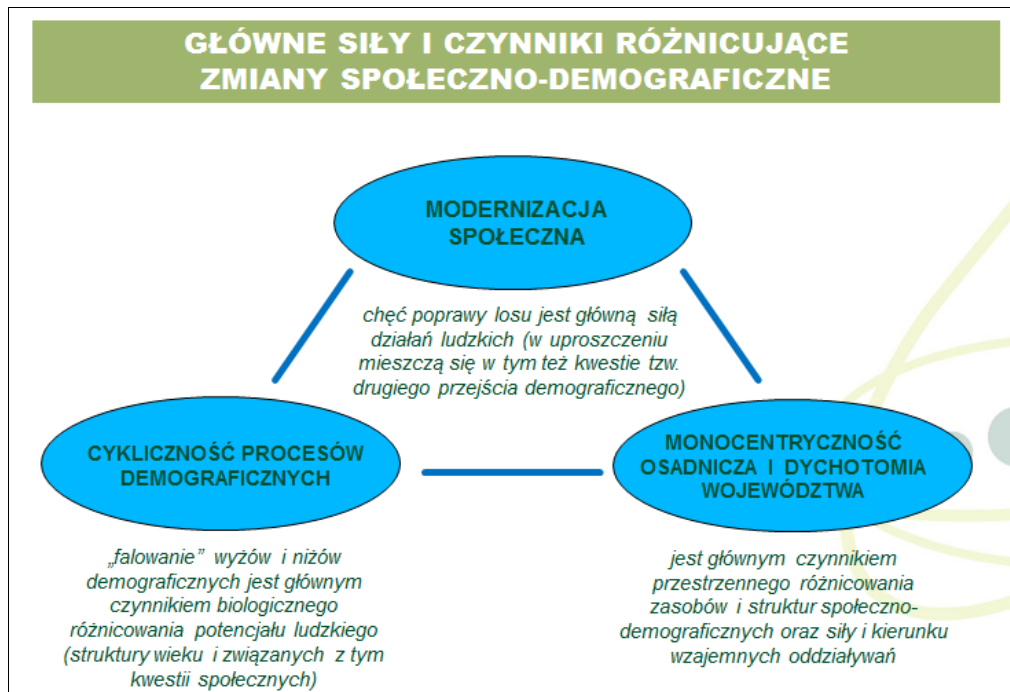 GŁÓWNE SIŁY I CZYNNIKI RÓŻNICUJĄCE
ZMIANY SPOŁECZNO-DEMOGRAFICZNE
MODERNIZACJA
SPOŁECZNA
chęć poprawy losu jest główną siłą
działań ludzkich (w uproszczeniu
mieszczą się w tym też kwestie tzw.
drugiego przejścia demograficznego)
CYKLICZNOŚĆ PROCESÓW
DEMOGRAFICZNYCH
„falowanie” wyżów i niżów
demograficznych jest głównym
czynnikiem biologicznego
różnicowania potencjału ludzkiego
(struktury wieku i związanych z tym
kwestii społecznych)
MONOCENTRYCZNOŚĆ
OSADNICZA I DYCHOTOMIA
WOJEWÓDZTWA
jest głównym czynnikiem
przestrzennego różnicowania
zasobów i struktur społeczno-
demograficznych oraz siły i kierunku
wzajemnych oddziaływań